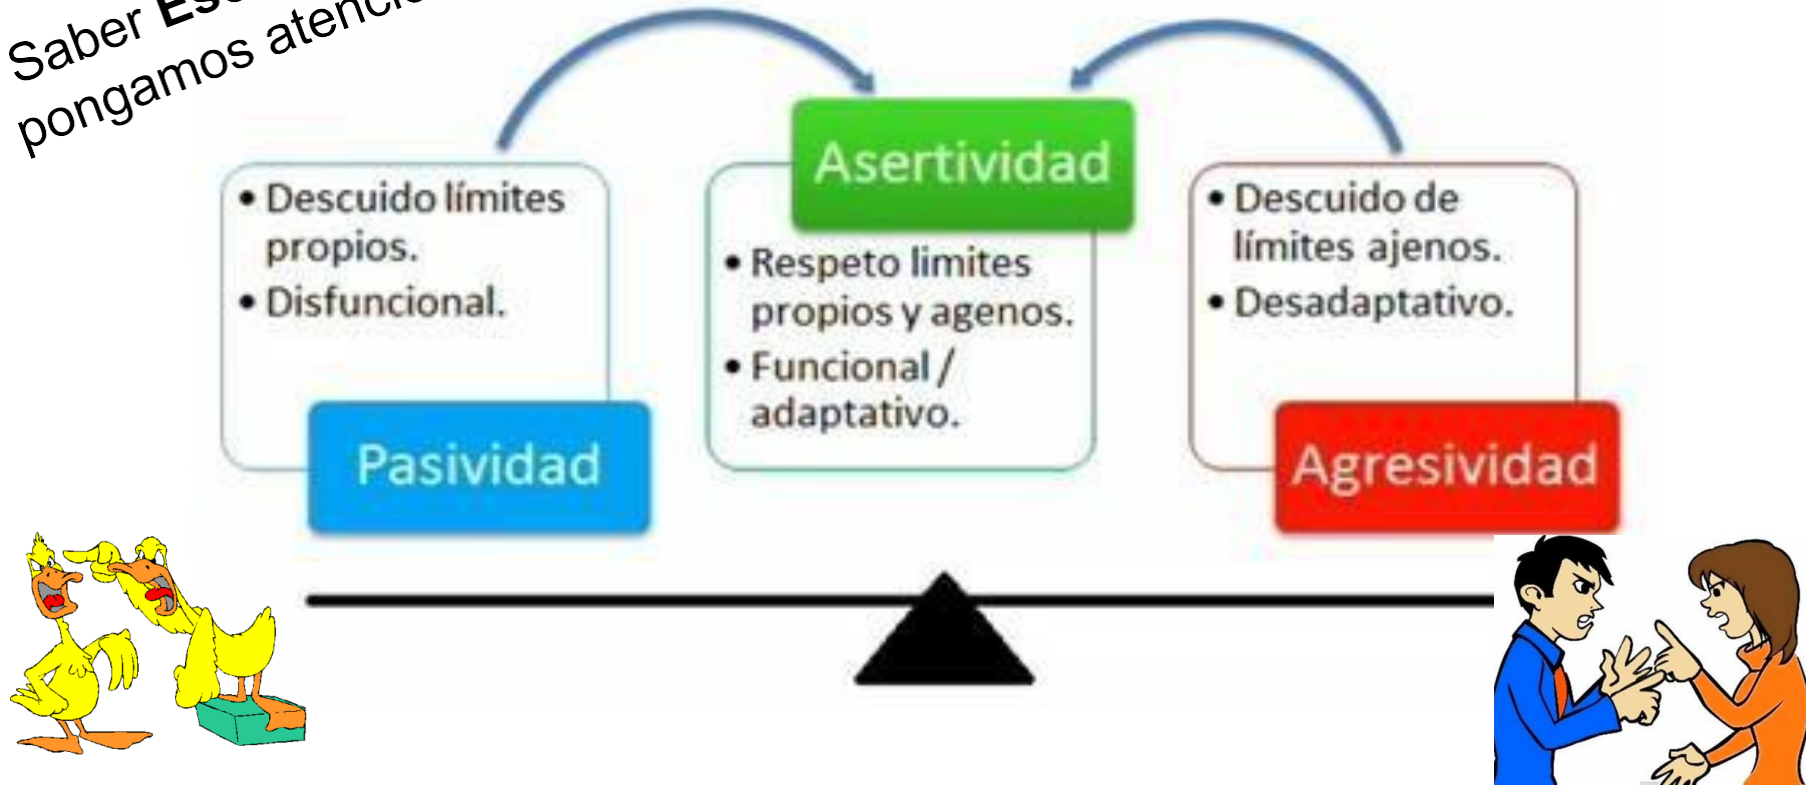 Saber
pongamos
Asertividad
• Descuido límites
propios.
• Disfuncional.
Pasividad
• Respeto limites
propios y agenos.
• Funcional /
adaptativo.
• Descuido de
límites ajenos.
• Desadaptativo.
Agresividad